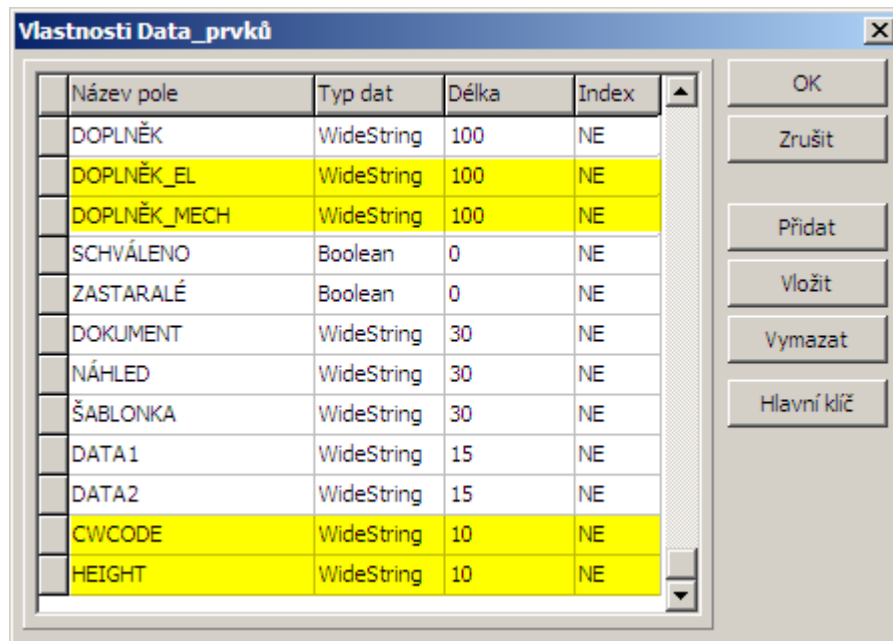 Vlastnosti Data_prvků
Název pole Typ dat Délka Index
DOPLNĚK WideString 100 NE
DOPLNĚK_EL WideString 100 NE
DOPLNĚK_MECH WideString 100 NE
SCHVÁLENO Boolean 0 NE
ZASTARALÉ Boolean 0 NE
DOKUMENT WideString 30 NE
NÁHLED WideString 30 NE
ŠABLONKA WideString 30 NE
DATA1 WideString 15 NE
DATA2 WideString 15 NE
CWCODE WideString 10 NE
HEIGHT WideString 10 NE
OK
Zrušit
Přidat
Vložit
Vymazat
Hlavní klíč